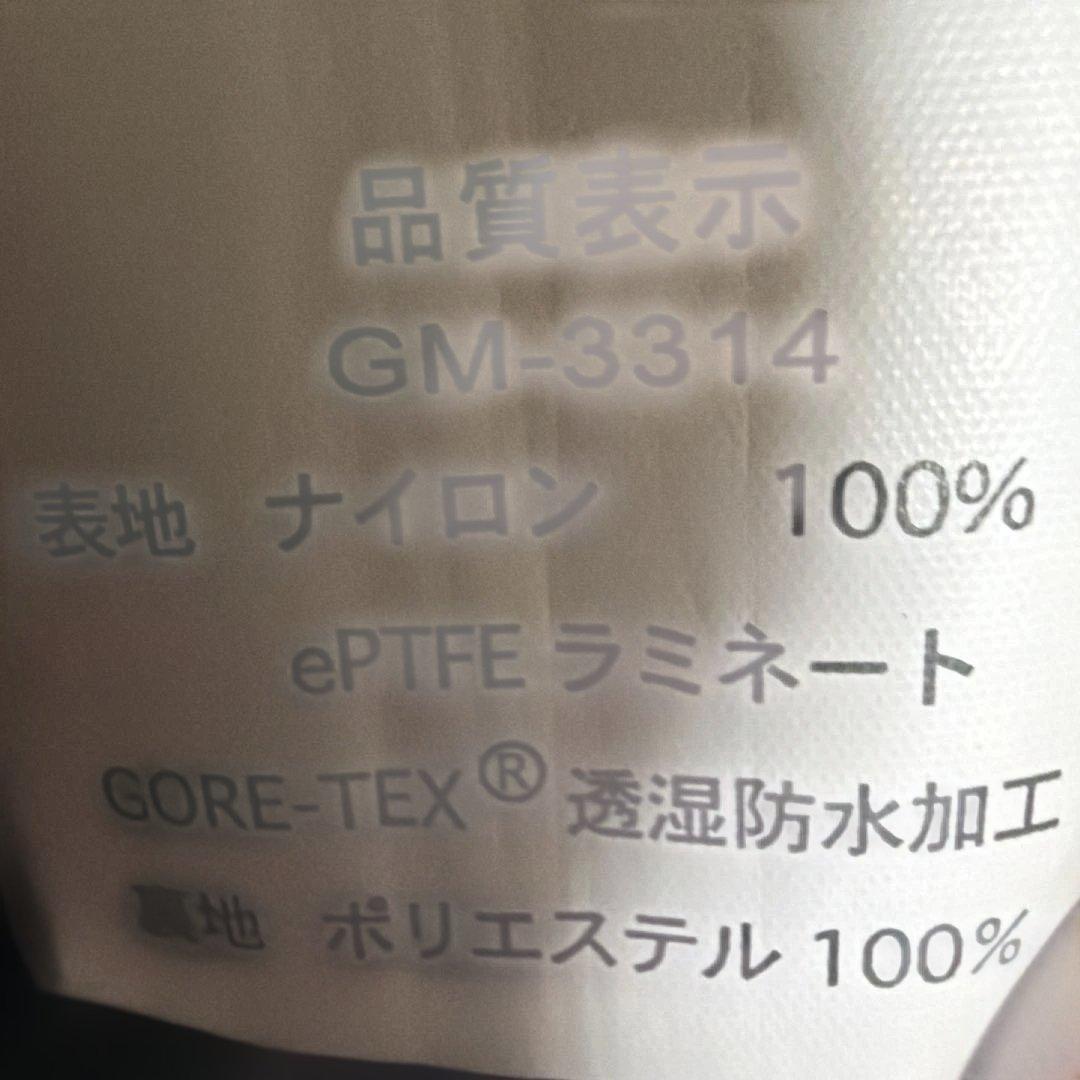 品質表示
GM-3314
表地 ナイロン 100%
ePTFE ラミネート
GORE-TEX® 透湿防水加工
裏地 ポリエステル 100%